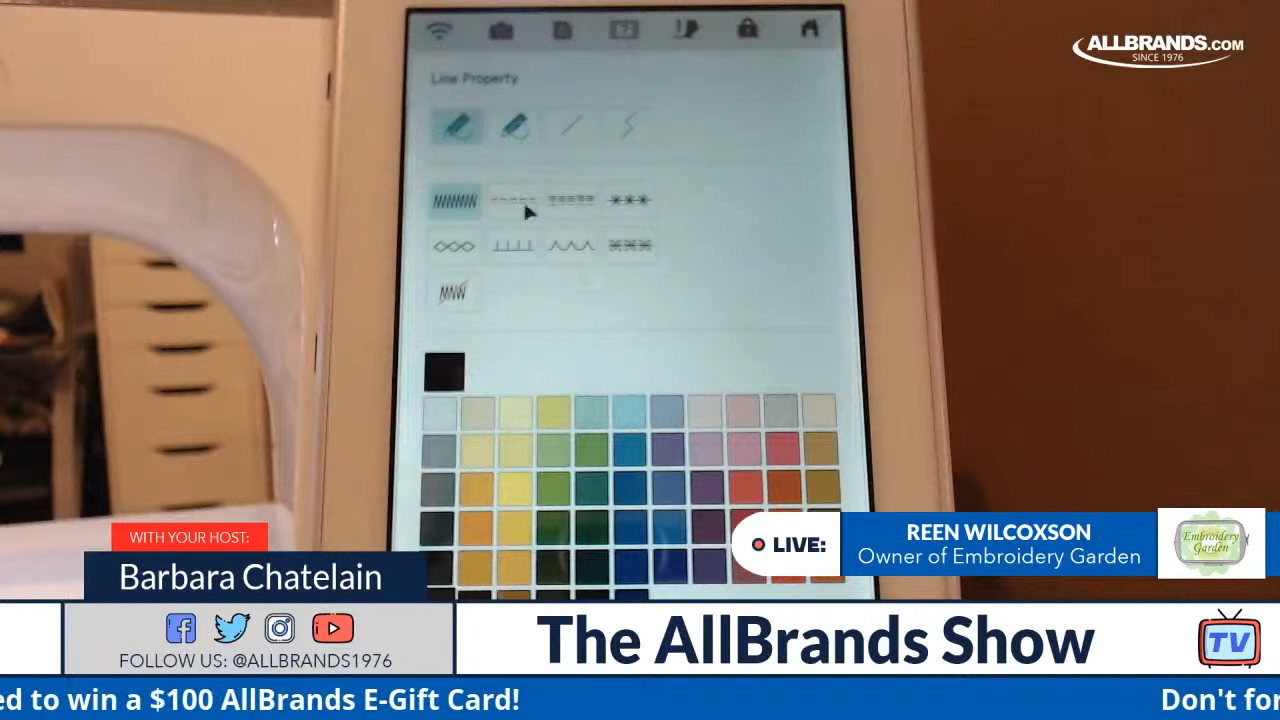 ALLBRANDS.COM
SINCE 1976
Line Property
WITH YOUR HOST:
Barbara Chatelain
LIVE:
REEN WILCOXSON
Owner of Embroidery Garden
Embroidery
Garden
FOLLOW US: @ALLBRANDS1976
The AllBrands Show
TV
ed to win a $100 AllBrands E-Gift Card!
Don't for